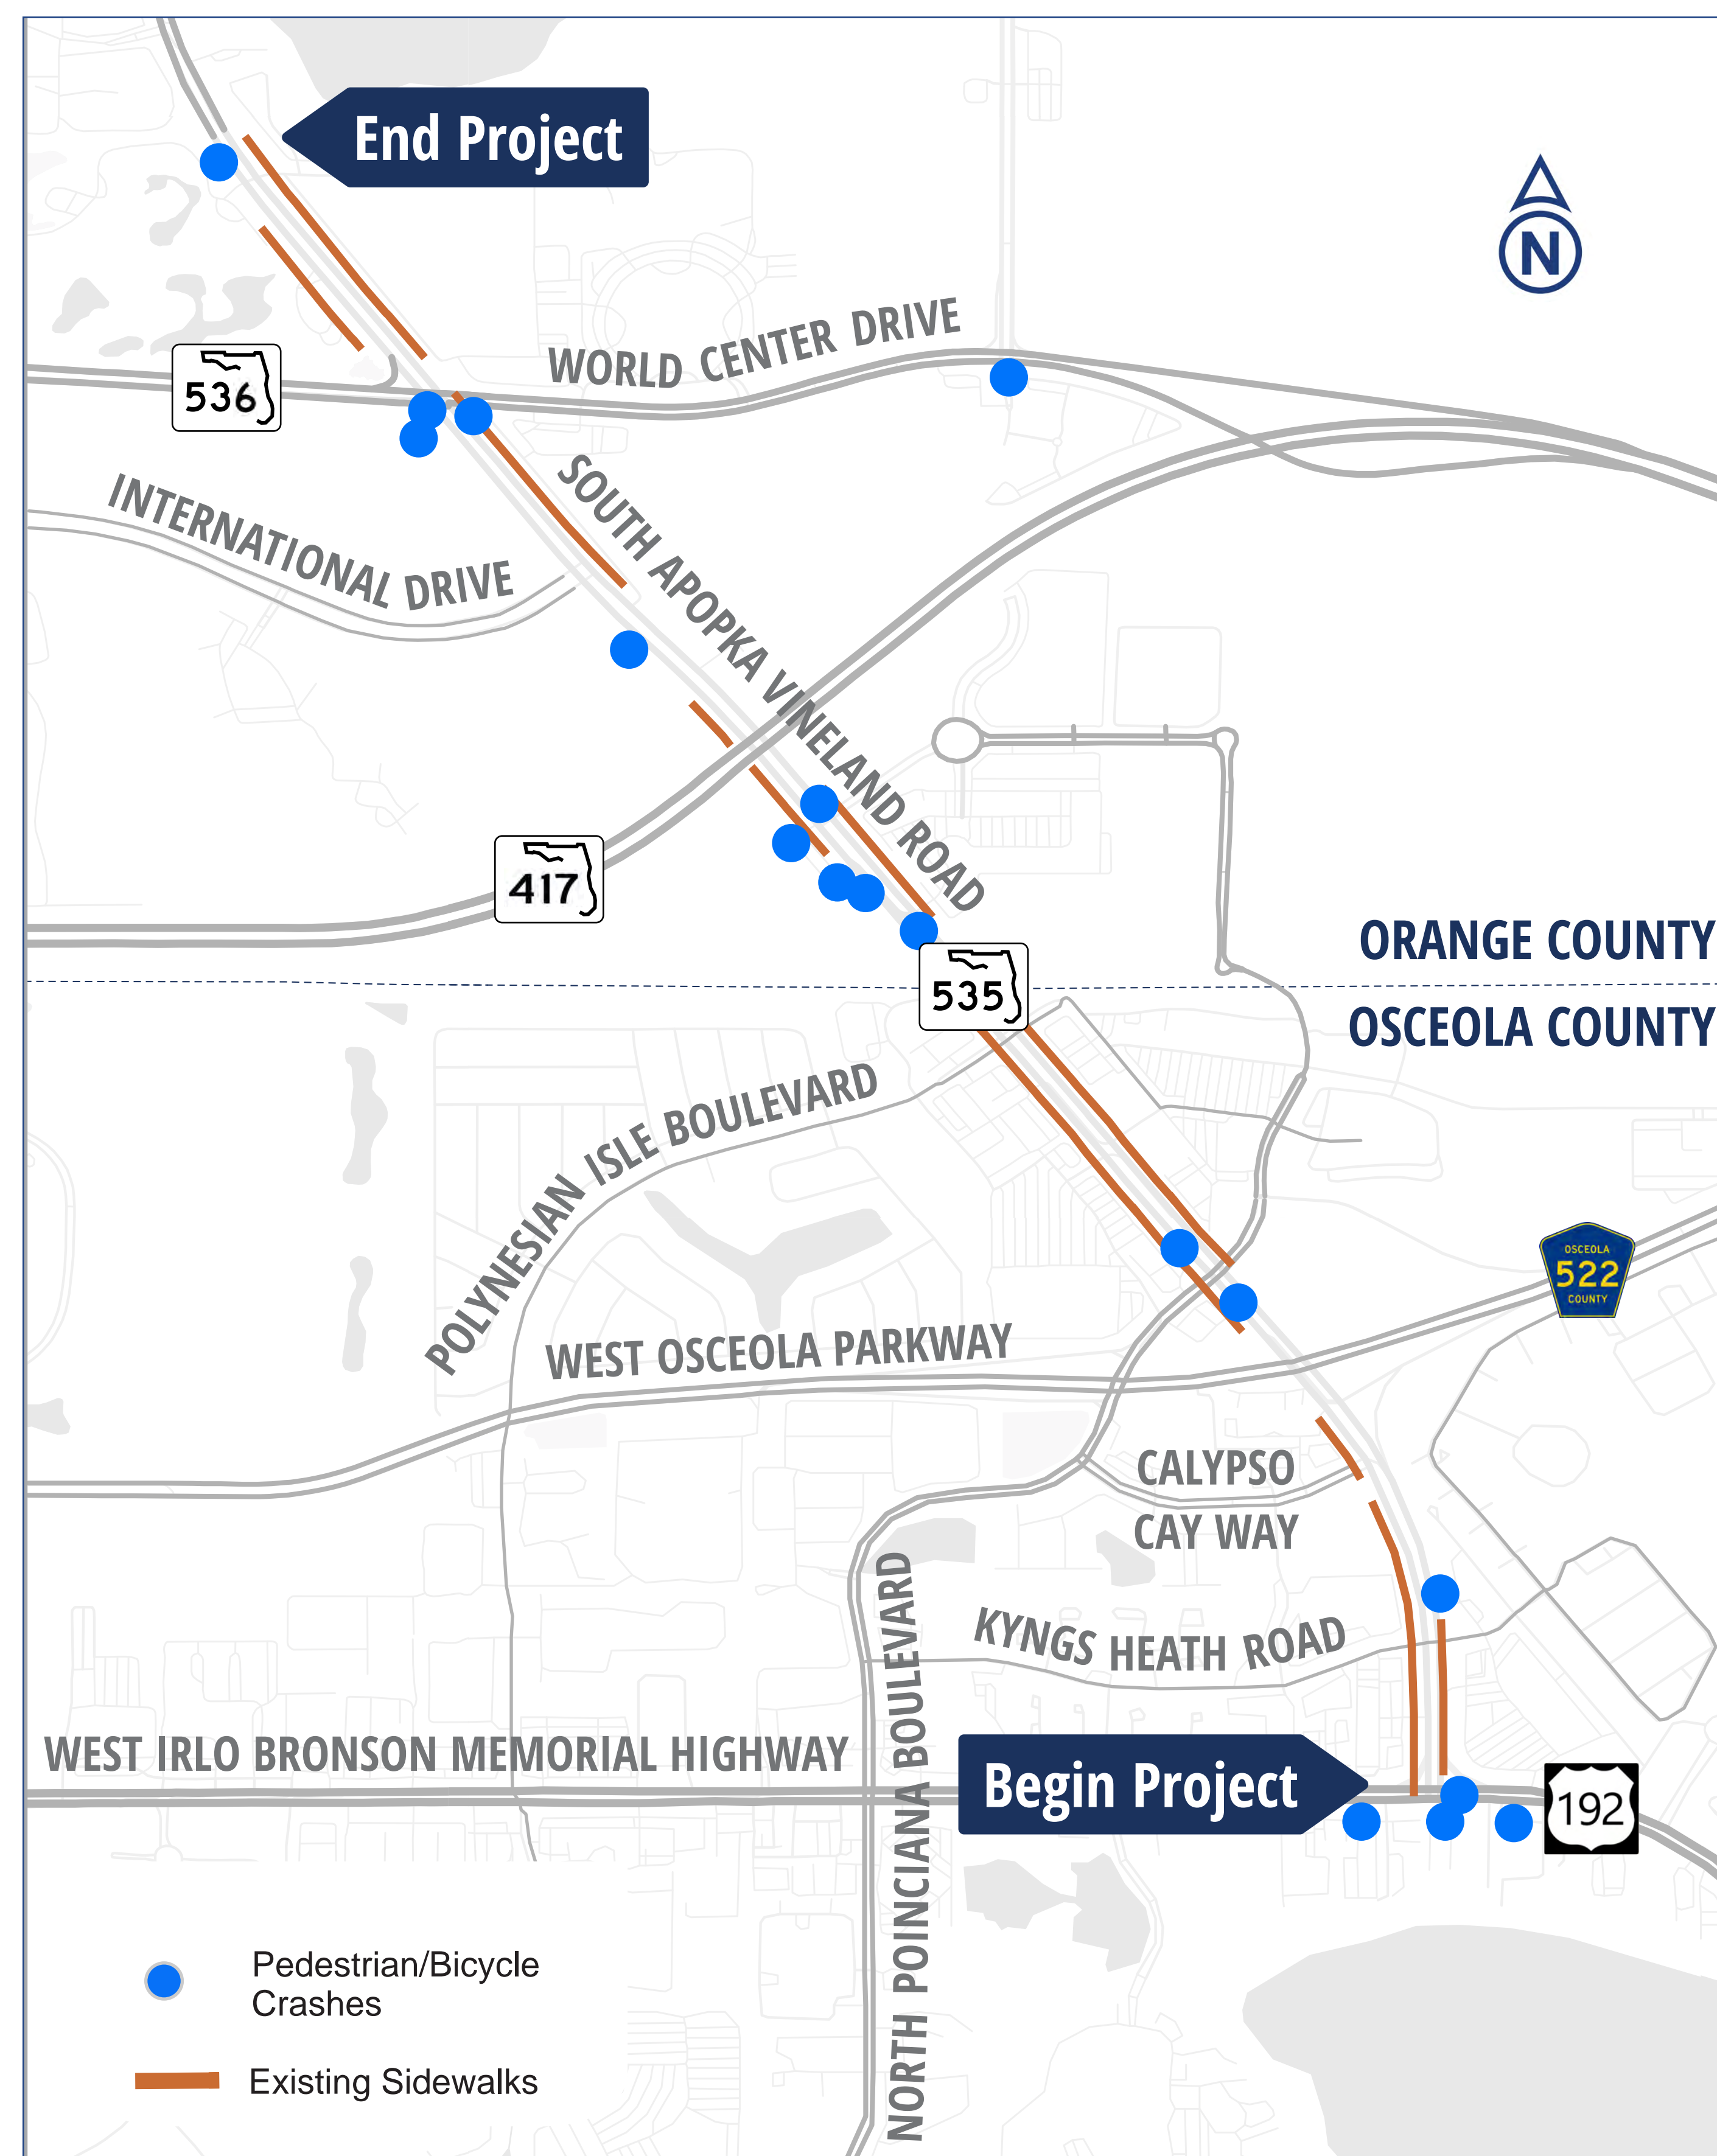 End Project
N
WORLD CENTER DRIVE
536
INTERNATIONAL DRIVE
SOUTH APOPKA VINELAND ROAD
417
ORANGE COUNTY
535
OSCEOLA COUNTY
POLYNESIAN ISLE BOULEVARD
OSCEOLA
522
COUNTY
WEST OSCEOLA PARKWAY
CALYPSO
CAY WAY
KYNGS HEATH ROAD
NORTH POINCIANA BOULEVARD
WEST IRLO BRONSON MEMORIAL HIGHWAY
Begin Project
192
Pedestrian/Bicycle
Crashes
Existing Sidewalks